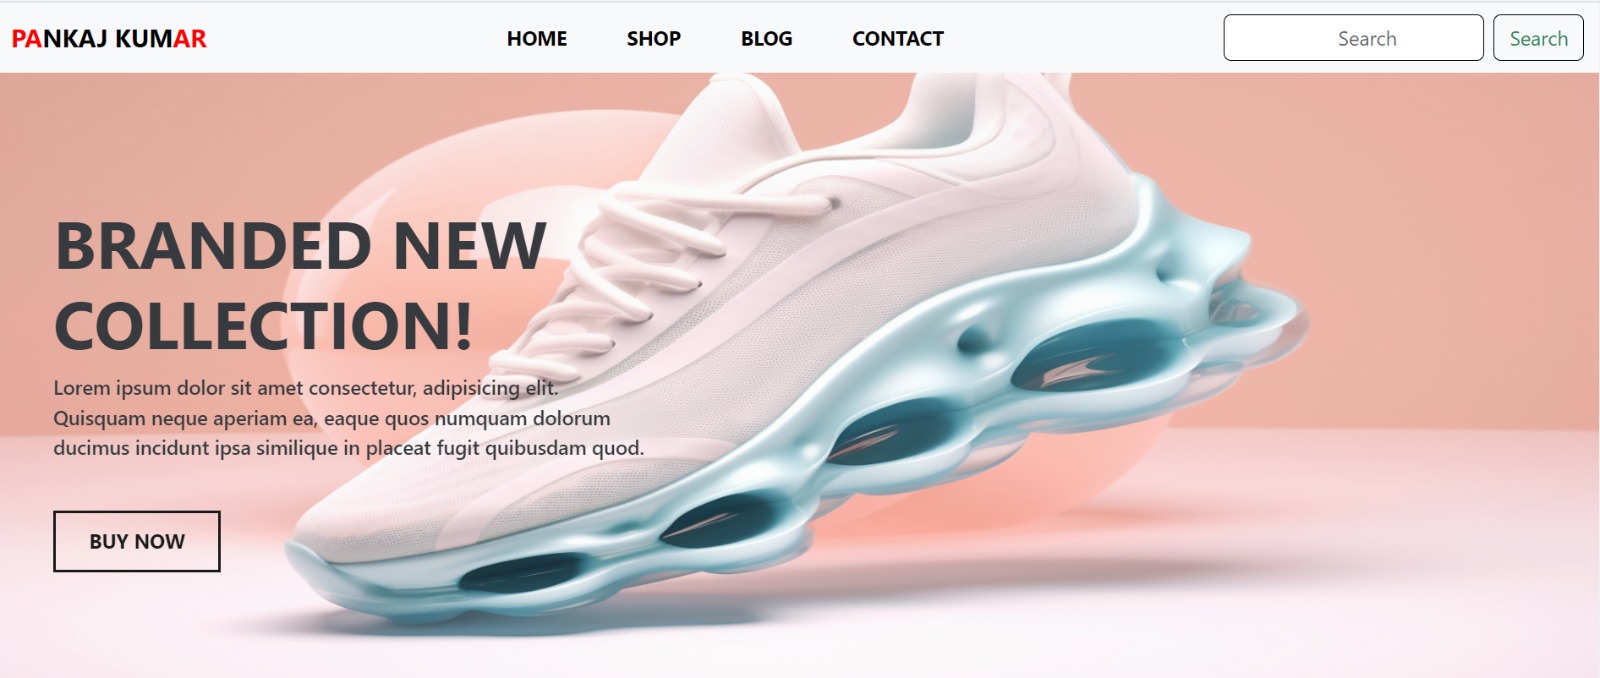 PANKAJ KUMAR HOME SHOP BLOG CONTACT Search Search
BRANDED NEW
COLLECTION!
Lorem ipsum dolor sit amet consectetur, adipisicing elit.
Quisquam neque aperiam ea, eaque quos numquam dolorum
ducimus incidunt ipsa similique in placeat fugit quibusdam quod.
BUY NOW